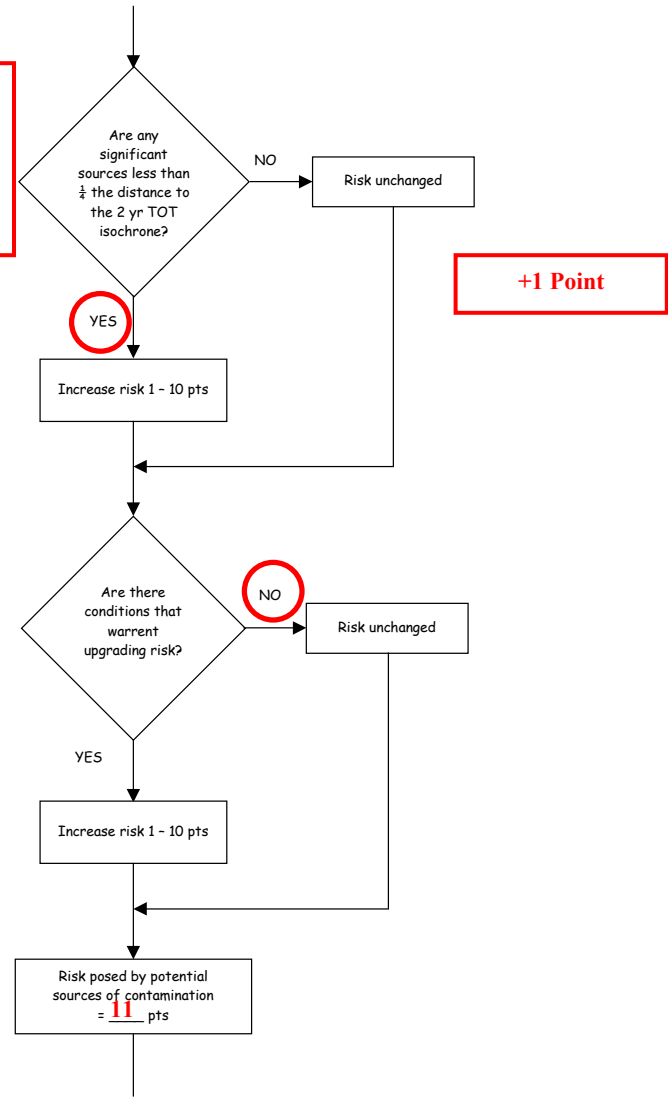 Are any
significant
sources less than
¼ the distance to
the 2 yr TOT
isochrone?
NO
Risk unchanged
+1 Point
YES
Increase risk 1 – 10 pts
Are there
conditions that
warrent
upgrading risk?
NO
Risk unchanged
YES
Increase risk 1 – 10 pts
Risk posed by potential
sources of contamination
= 11 pts